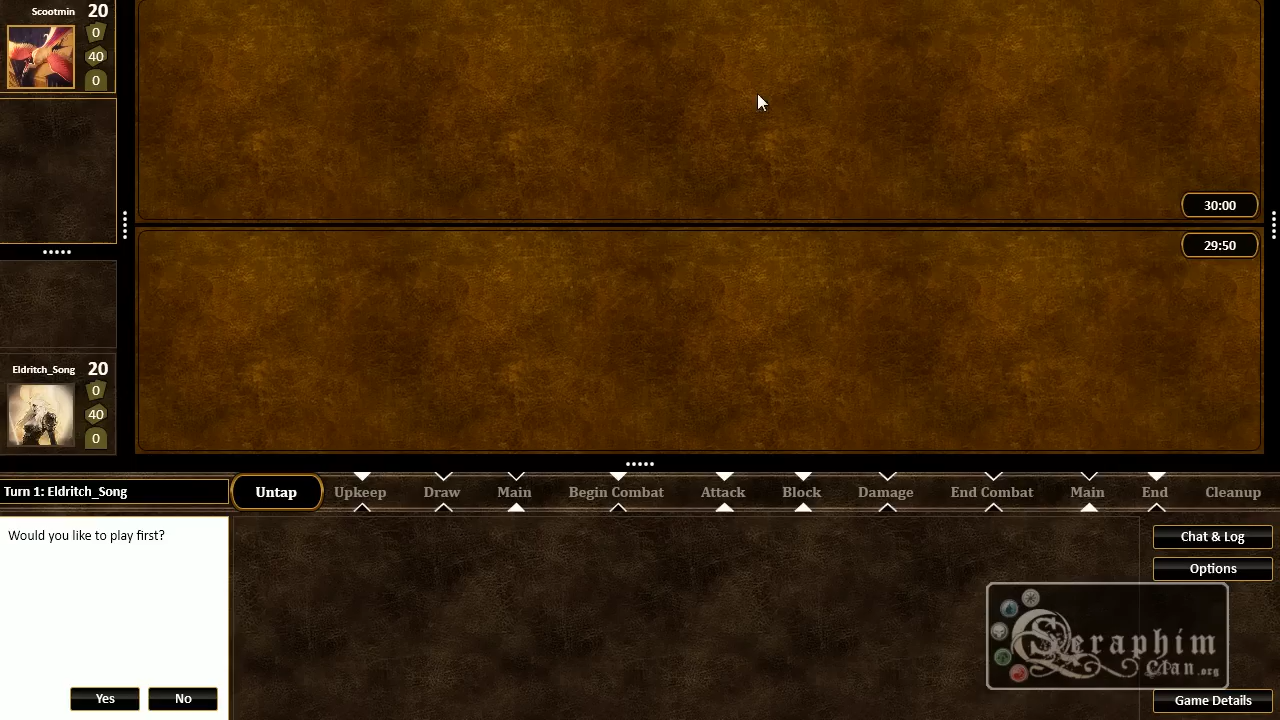 Scootmin 20
0
40
0
30:00
29:50
Eldritch_Song 20
0
40
0
Turn 1: Eldritch_Song
Untap Upkeep Draw Main Begin Combat Attack Block Damage End Combat Main End Cleanup
Would you like to play first?
Yes No
Chat & Log
Options
Seraphim
Clan.org
Game Details